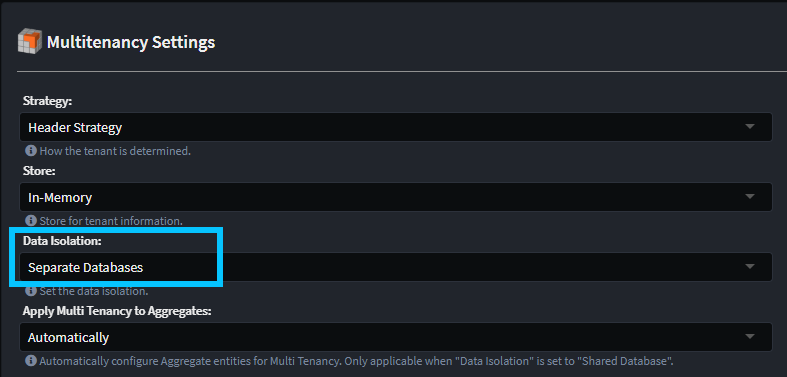 Multitenancy Settings
Strategy:
Header Strategy
How the tenant is determined.
Store:
In-Memory
Store for tenant information.
Data Isolation:
Separate Databases
Set the data isolation.
Apply Multi Tenancy to Aggregates:
Automatically
Automatically configure Aggregate entities for Multi Tenancy. Only applicable when "Data Isolation" is set to "Shared Database".